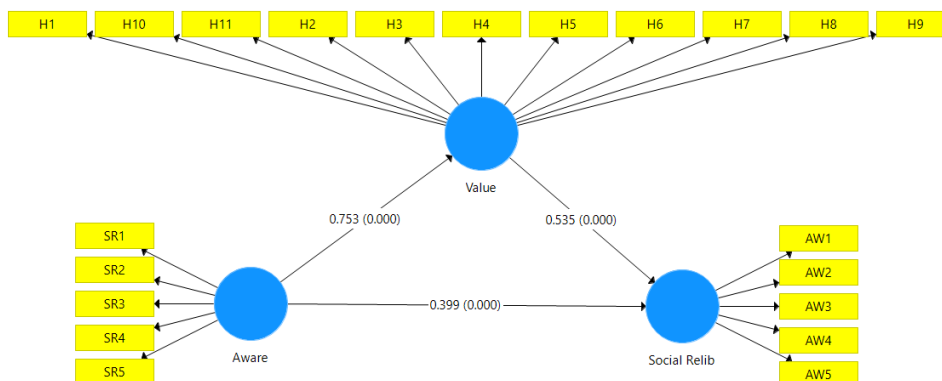 H1 H10 H11 H2 H3 H4 H5 H6 H7 H8 H9
Value
0.753 (0.000) 0.535 (0.000)
SR1
SR2
SR3
SR4
SR5
Aware
0.399 (0.000)
AW1
AW2
AW3
AW4
AW5
Social Relib